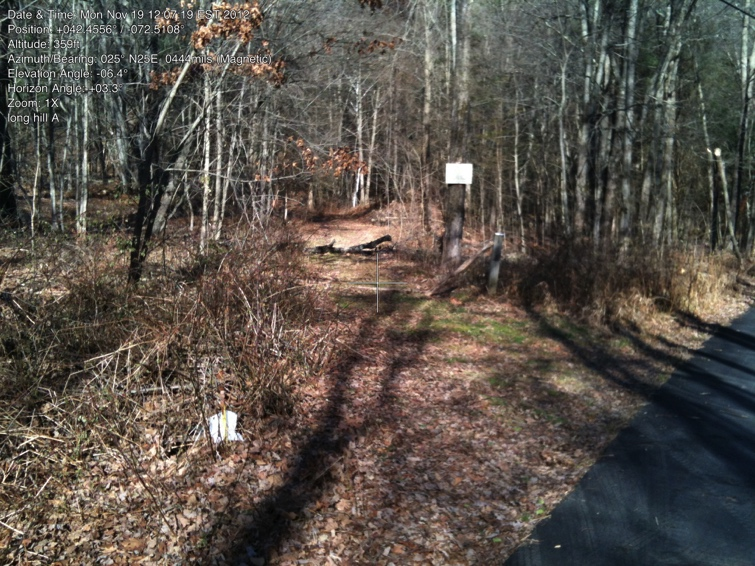 Date & Time: Mon Nov 19 12:07:19 EST 2012
Position: +042.4556° / -072.5108°
Altitude: 359ft
Azimuth/Bearing: 025° N25E 0444mils (Magnetic)
Elevation Angle: -06.4°
Horizon Angle: +03.3°
Zoom: 1X
long hill A